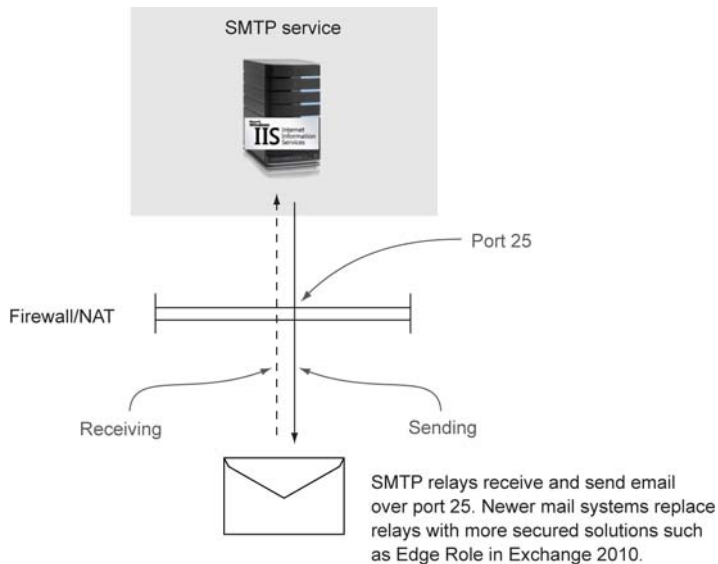 SMTP service
IIS Internet
Information
Services
Port 25
Firewall/NAT
Receiving
Sending
SMTP relays receive and send email
over port 25. Newer mail systems replace
relays with more secured solutions such
as Edge Role in Exchange 2010.